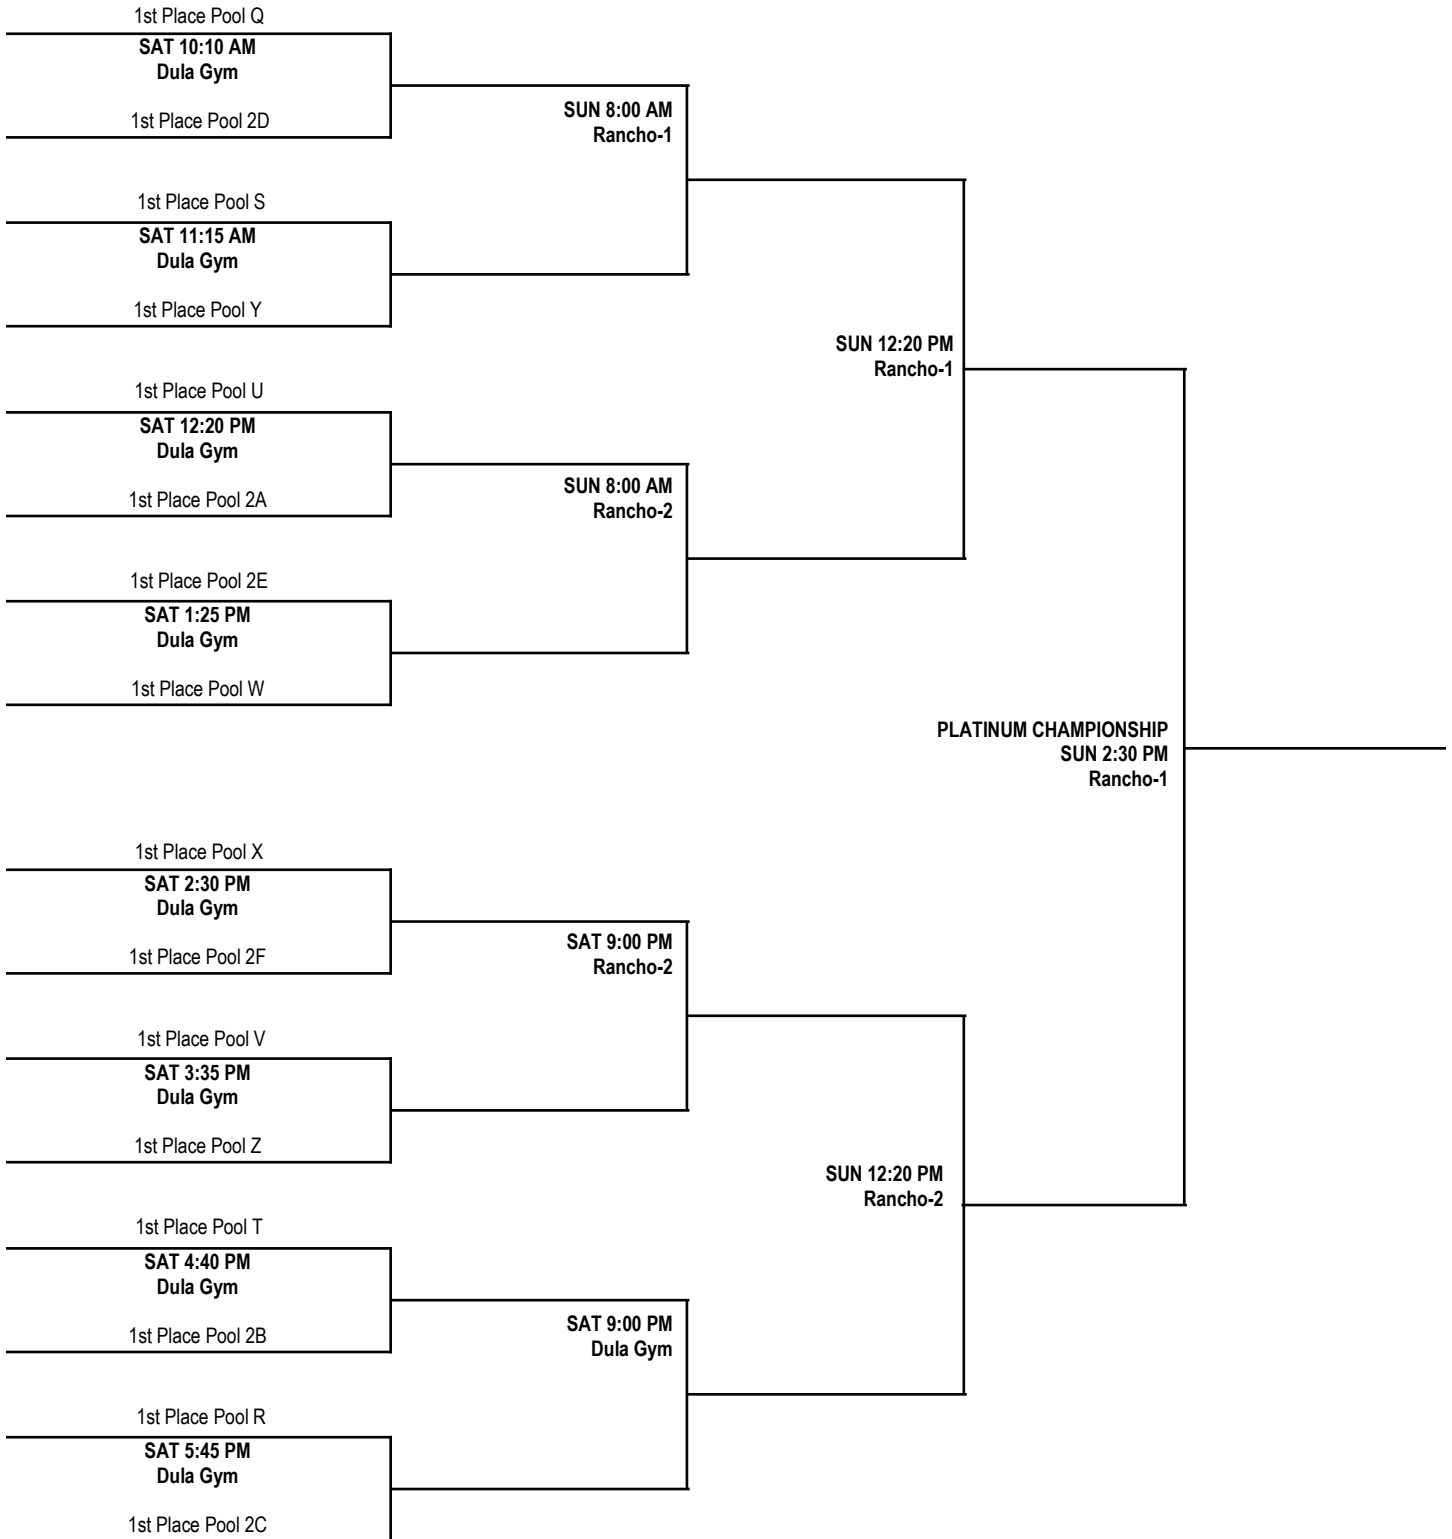 1st Place Pool Q
SAT 10:10 AM
Dula Gym
1st Place Pool 2D
SUN 8:00 AM
Rancho-1
1st Place Pool S
SAT 11:15 AM
Dula Gym
1st Place Pool Y
SUN 12:20 PM
Rancho-1
1st Place Pool U
SAT 12:20 PM
Dula Gym
1st Place Pool 2A
SUN 8:00 AM
Rancho-2
1st Place Pool 2E
SAT 1:25 PM
Dula Gym
1st Place Pool W
PLATINUM CHAMPIONSHIP
SUN 2:30 PM
Rancho-1
1st Place Pool X
SAT 2:30 PM
Dula Gym
1st Place Pool 2F
SAT 9:00 PM
Rancho-2
1st Place Pool V
SAT 3:35 PM
Dula Gym
1st Place Pool Z
SUN 12:20 PM
Rancho-2
1st Place Pool T
SAT 4:40 PM
Dula Gym
1st Place Pool 2B
SAT 9:00 PM
Dula Gym
1st Place Pool R
SAT 5:45 PM
Dula Gym
1st Place Pool 2C